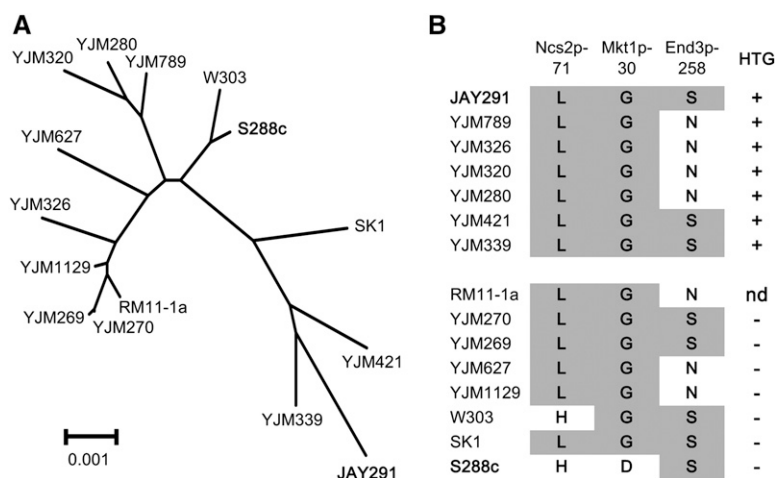 A
YJM280
YJM320
YJM789
W303
S288c
YJM627
YJM326
SK1
YJM1129
RM11-1a
YJM269
YJM270
YJM421
YJM339
0.001
JAY291
B
Ncs2p-71 Mkt1p-30 End3p-258 HTG
JAY291 L G S +
YJM789 L G N +
YJM326 L G N +
YJM320 L G N +
YJM280 L G N +
YJM421 L G S +
YJM339 L G S +
RM11-1a L G N nd
YJM270 L G S -
YJM269 L G S -
YJM627 L G N -
YJM1129 L G N -
W303 H G S -
SK1 L G S -
S288c H D S -